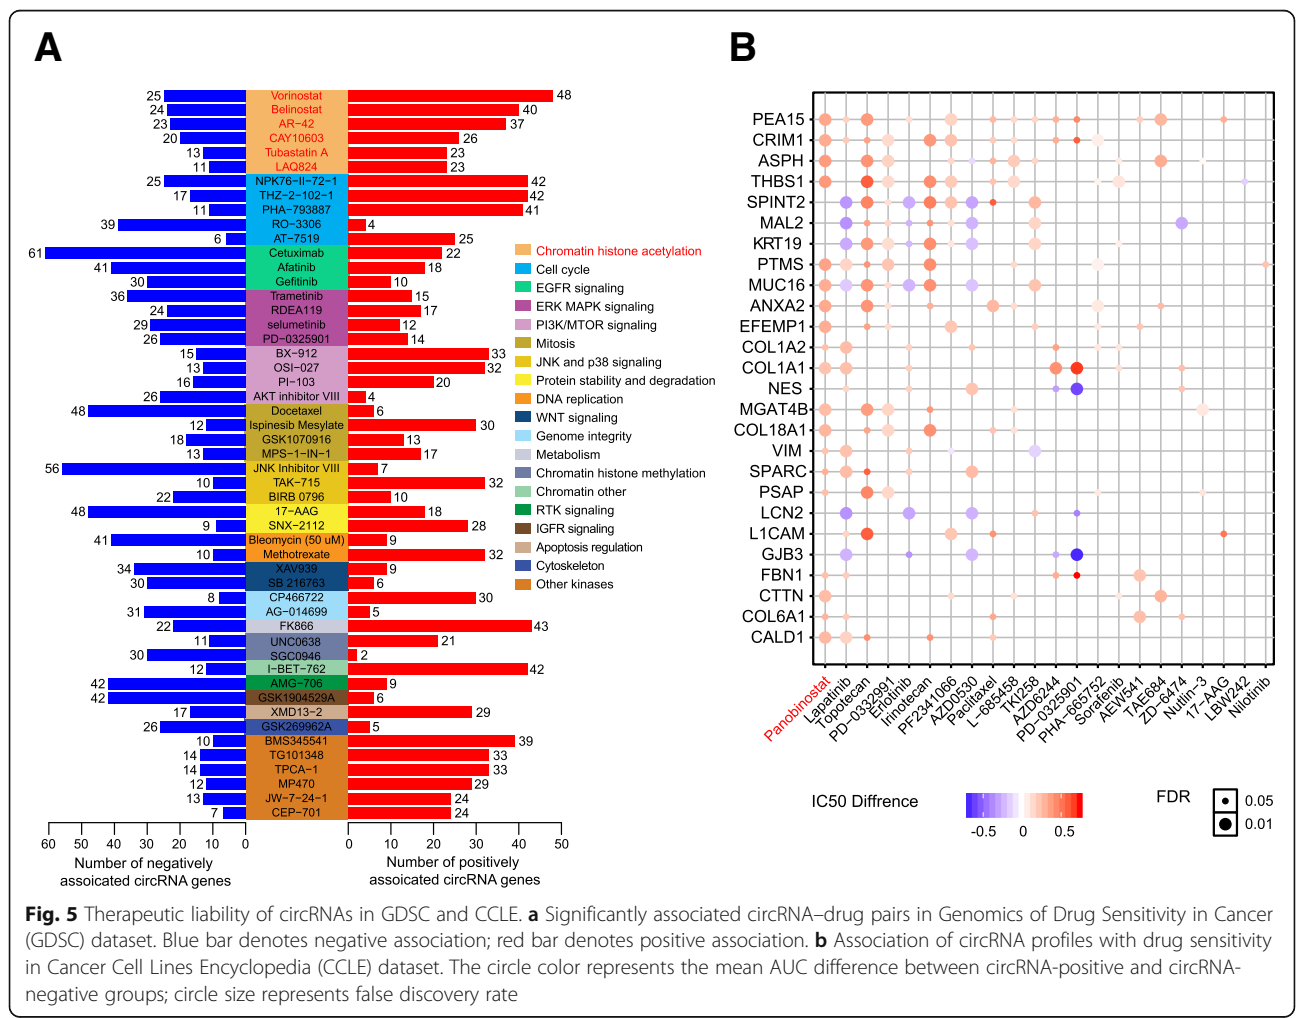 A
25 Vorinostat 48
24 Belinostat 40
23 AR−42 37
20 CAY10603 26
13 Tubastatin A 23
11 LAQ824 23
25 NPK76−II−72−1 42
17 THZ−2−102−1 42
11 PHA−793887 41
39 RO−3306 4
6 AT−7519 25
61 Cetuximab 22
41 Afatinib 18
30 Gefitinib 10
36 Trametinib 15
24 RDEA119 17
29 selumetinib 12
26 PD−0325901 14
15 BX−912 33
13 OSI−027 32
16 PI−103 20
26 AKT inhibitor VIII 4
48 Docetaxel 6
12 Ispinesib Mesylate 30
18 GSK1070916 13
13 MPS−1−IN−1 17
56 JNK Inhibitor VIII 7
10 TAK−715 32
22 BIRB 0796 10
48 17−AAG 18
9 SNX−2112 28
41 Bleomycin (50 uM) 9
10 Methotrexate 32
34 XAV939 9
30 SB 216763 6
8 CP466722 30
31 AG−014699 5
22 FK866 43
11 UNC0638 21
30 SGC0946 2
12 I−BET−762 42
42 AMG−706 9
42 GSK1904529A 6
17 XMD13−2 29
26 GSK269962A 5
10 BMS345541 39
14 TG101348 33
14 TPCA−1 33
12 MP470 29
13 JW−7−24−1 24
7 CEP−701 24
60 50 40 30 20 10 0
0 10 20 30 40 50
Number of negatively
assoicated circRNA genes
Number of positively
assoicated circRNA genes
Chromatin histone acetylation
Cell cycle
EGFR signaling
ERK MAPK signaling
PI3K/MTOR signaling
Mitosis
JNK and p38 signaling
Protein stability and degradation
DNA replication
WNT signaling
Genome integrity
Metabolism
Chromatin histone methylation
Chromatin other
RTK signaling
IGFR signaling
Apoptosis regulation
Cytoskeleton
Other kinases
B
PEA15
CRIM1
ASPH
THBS1
SPINT2
MAL2
KRT19
PTMS
MUC16
ANXA2
EFEMP1
COL1A2
COL1A1
NES
MGAT4B
COL18A1
VIM
SPARC
PSAP
LCN2
L1CAM
GJB3
FBN1
CTTN
COL6A1
CALD1
Panobinostat
Lapatinib
Topotecan
PD−0332991
Erlotinib
Irinotecan
PF2341066
AZD0530
Paclitaxel
L−685458
TKI258
AZD6244
PD−0325901
PHA−665752
Sorafenib
AEW541
TAE684
ZD−6474
Nutlin−3
17−AAG
LBW242
Nilotinib
IC50 Diffrence
-0.5 0 0.5
FDR
0.05
0.01
Fig. 5 Therapeutic liability of circRNAs in GDSC and CCLE. a Significantly associated circRNA–drug pairs in Genomics of Drug Sensitivity in Cancer
(GDSC) dataset. Blue bar denotes negative association; red bar denotes positive association. b Association of circRNA profiles with drug sensitivity
in Cancer Cell Lines Encyclopedia (CCLE) dataset. The circle color represents the mean AUC difference between circRNA-positive and circRNA-
negative groups; circle size represents false discovery rate